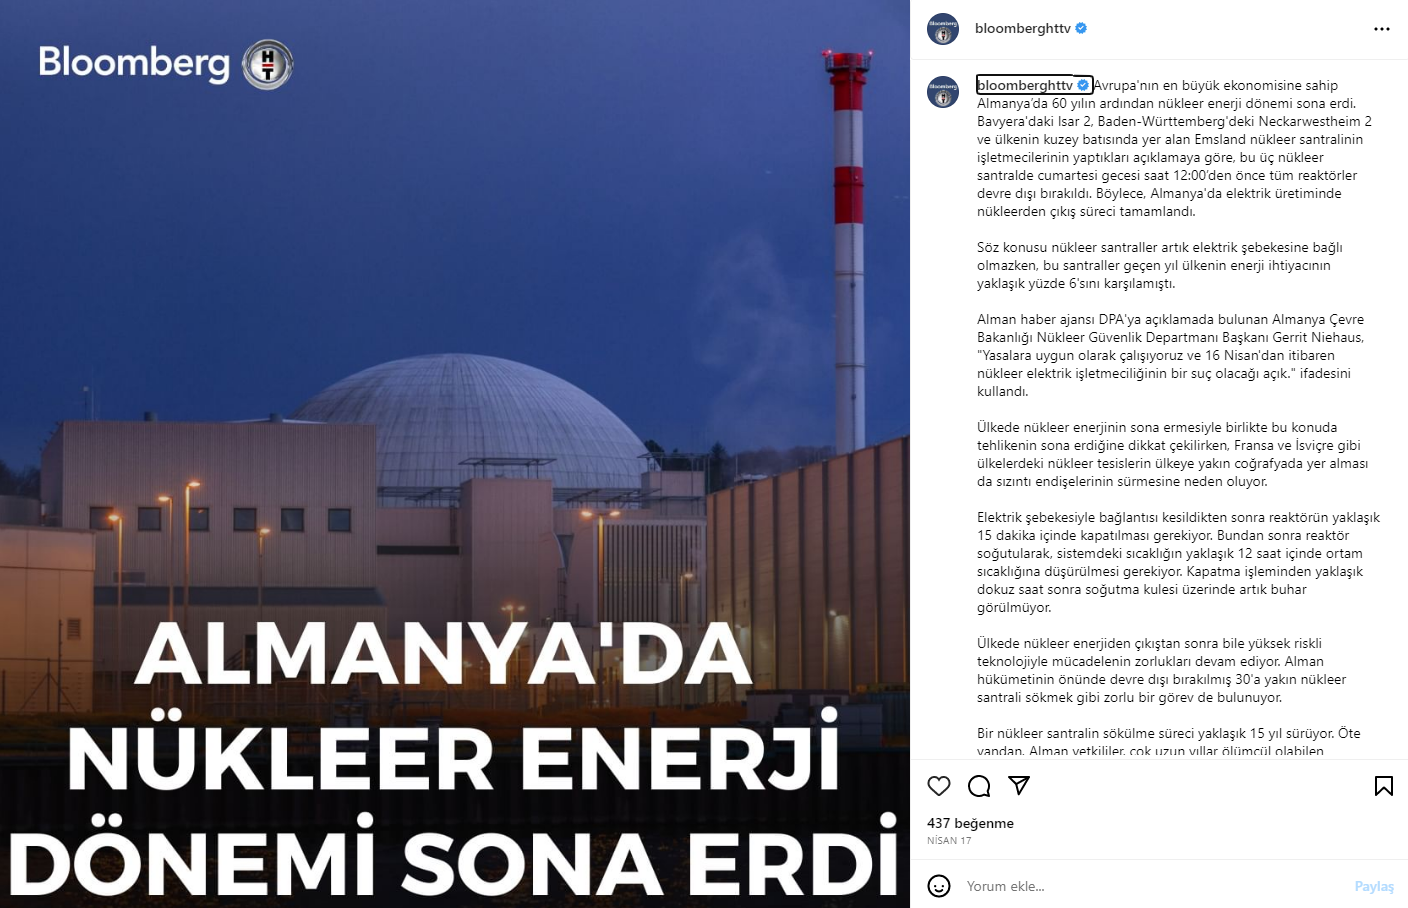 Bloomberg HT
ALMANYA'DA
NÜKLEER ENERJİ
DÖNEMİ SONA ERDİ
bloomberghttv
bloomberghttv Avrupa'nın en büyük ekonomisine sahip
Almanya’da 60 yılın ardından nükleer enerji dönemi sona erdi.
Bavyera'daki Isar 2, Baden-Württemberg'deki Neckarwestheim 2
ve ülkenin kuzey batısında yer alan Emsland nükleer santralinin
işletmecilerinin yaptıkları açıklamaya göre, bu üç nükleer
santralde cumartesi gecesi saat 12:00’den önce tüm reaktörler
devre dışı bırakıldı. Böylece, Almanya'da elektrik üretiminde
nükleerden çıkış süreci tamamlandı.
Söz konusu nükleer santraller artık elektrik şebekesine bağlı
olmazken, bu santraller geçen yıl ülkenin enerji ihtiyacının
yaklaşık yüzde 6'sını karşılamıştı.
Alman haber ajansı DPA’ya açıklamada bulunan Almanya Çevre
Bakanlığı Nükleer Güvenlik Departmanı Başkanı Gerrit Niehaus,
"Yasalara uygun olarak çalışıyoruz ve 16 Nisan’dan itibaren
nükleer elektrik işletmeciliğinin bir suç olacağı açık." ifadesini
kullandı.
Ülkede nükleer enerjinin sona ermesiyle birlikte bu konuda
tehlikenin sona erdiğine dikkat çekilirken, Fransa ve İsviçre gibi
ülkelerdeki nükleer tesislerin ülkeye yakın coğrafyada yer alması
da sızıntı endişelerinin sürmesine neden oluyor.
Elektrik şebekesiyle bağlantısı kesildikten sonra reaktörün yaklaşık
15 dakika içinde kapatılması gerekiyor. Bundan sonra reaktör
soğutularak, sistemdeki sıcaklığın yaklaşık 12 saat içinde ortam
sıcaklığına düşürülmesi gerekiyor. Kapatma işleminden yaklaşık
dokuz saat sonra soğutma kulesi üzerinde artık buhar
görülmüyor.
Ülkede nükleer enerjiden çıkıştan sonra bile yüksek riskli
teknolojiyle mücadelenin zorlukları devam ediyor. Alman
hükümetinin önünde devre dışı bırakılmış 30'a yakın nükleer
santrali sökmek gibi zorlu bir görev de bulunuyor.
Bir nükleer santralin sökülme süreci yaklaşık 15 yıl sürüyor. Öte
yandan, Alman yetkililer, çok uzun yıllar ölümcül olabilen
437 beğenme
NİSAN 17
Yorum ekle...
Paylaş